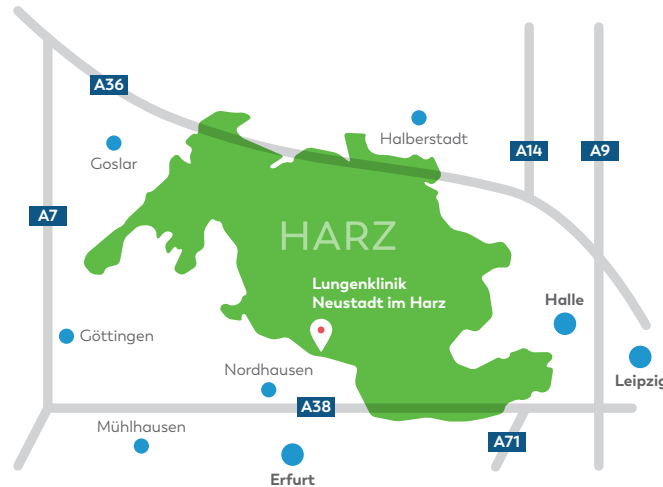 A36
Halberstadt
Goslar
A14
A9
A7
HARZ
Lungenklinik
Neustadt im Harz
Halle
Göttingen
Nordhausen
Leipzig
A38
Mühlhausen
A71
Erfurt